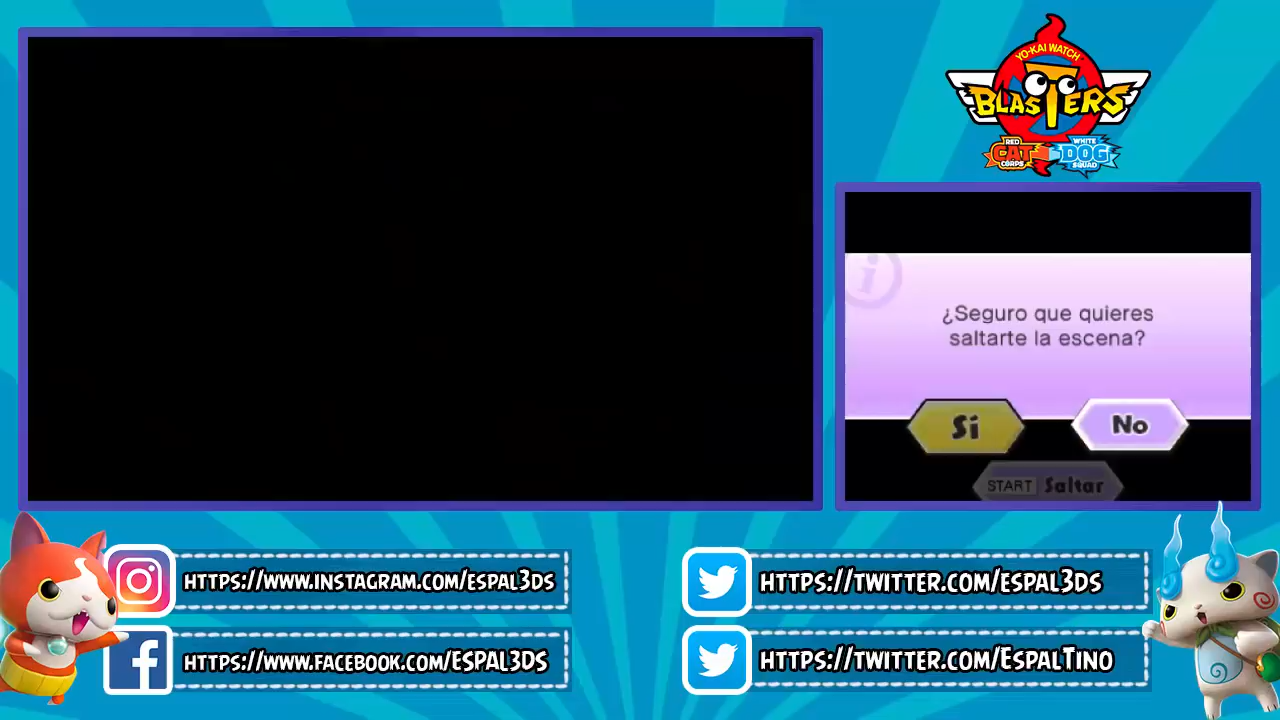 YO-KAI WATCH
BLASTERS
RED
CAT
CORPS
WHITE
DOG
SQUAD
¿Seguro que quieres
saltarte la escena?
Sí
No
START Saltar
HTTPS://WWW.INSTAGRAM.COM/ESPAL3DS
HTTPS://TWITTER.COM/ESPAL3DS
HTTPS://WWW.FACEBOOK.COM/ESPAL3DS
HTTPS://TWITTER.COM/ESPALTINO